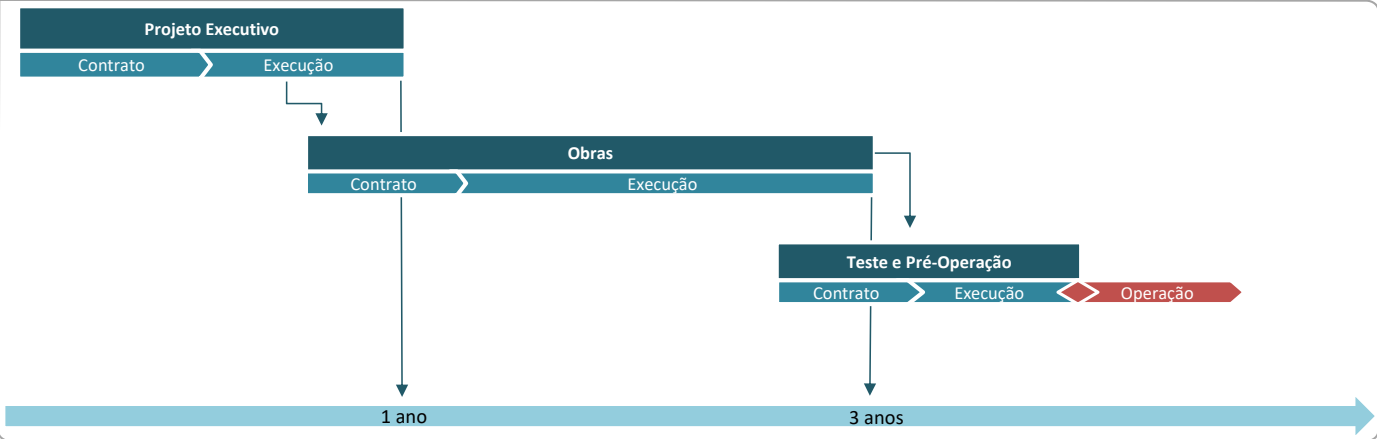 Projeto Executivo
Contrato
Execução
Obras
Contrato
Execução
Teste e Pré-Operação
Contrato
Execução
Operação
1 ano
3 anos